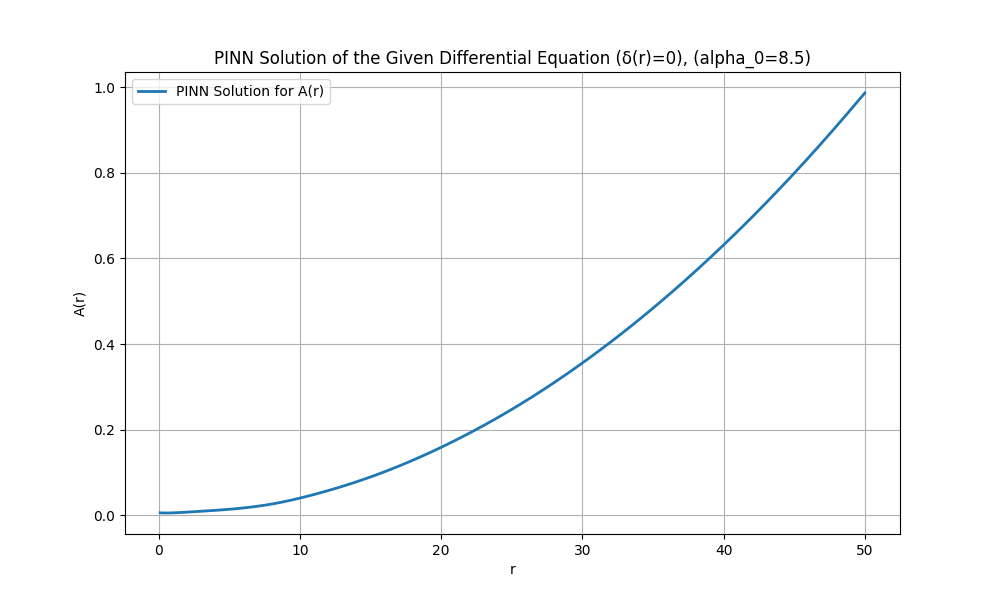 PINN Solution of the Given Differential Equation (δ(r)=0), (alpha_0=8.5)
PINN Solution for A(r)
1.0
0.8
0.6
0.4
0.2
0.0
A(r)
0 10 20 30 40 50
r